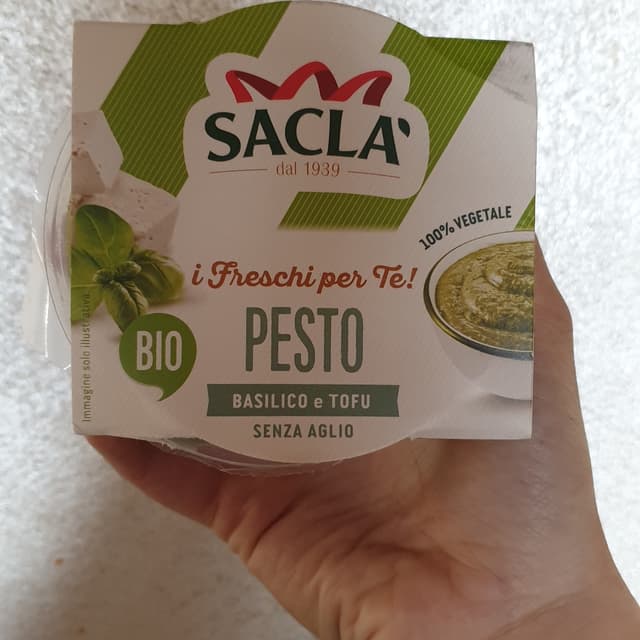 SACLA'
dal 1939
100% VEGETALE
i Freschi per Te!
BIO
PESTO
BASILICO e TOFU
SENZA AGLIO
Immagine solo illustrativa